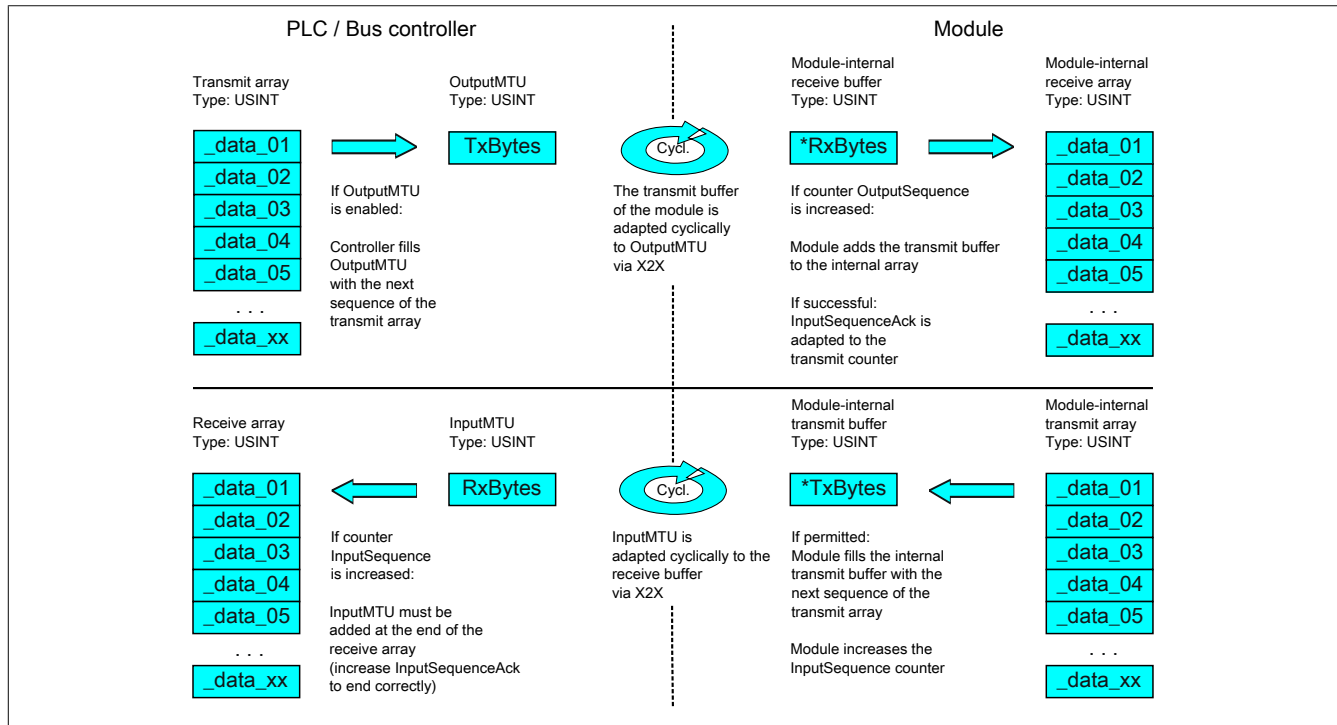 PLC / Bus controller
Module
Transmit array
Type: USINT
OutputMTU
Type: USINT
Module-internal
receive buffer
Type: USINT
Module-internal
receive array
Type: USINT
_data_01
_data_02
_data_03
_data_04
_data_05
. . .
_data_xx
If OutputMTU
is enabled:
Controller fills
OutputMTU
with the next
sequence of the
transmit array
TxBytes
Cycl.
The transmit buffer
of the module is
adapted cyclically
to OutputMTU
via X2X
*RxBytes
If counter OutputSequence
is increased:
Module adds the transmit buffer
to the internal array
If successful:
InputSequenceAck is
adapted to the
transmit counter
_data_01
_data_02
_data_03
_data_04
_data_05
. . .
_data_xx
Receive array
Type: USINT
InputMTU
Type: USINT
Module-internal
transmit buffer
Type: USINT
Module-internal
transmit array
Type: USINT
_data_01
_data_02
_data_03
_data_04
_data_05
. . .
_data_xx
If counter
InputSequence
is increased:
InputMTU must be
added at the end of the
receive array
(increase InputSequenceAck
to end correctly)
RxBytes
Cycl.
InputMTU is
adapted cyclically to the
receive buffer
via X2X
*TxBytes
If permitted:
Module fills the internal
transmit buffer with the
next sequence of the
transmit array
Module increases the
InputSequence counter
_data_01
_data_02
_data_03
_data_04
_data_05
. . .
_data_xx